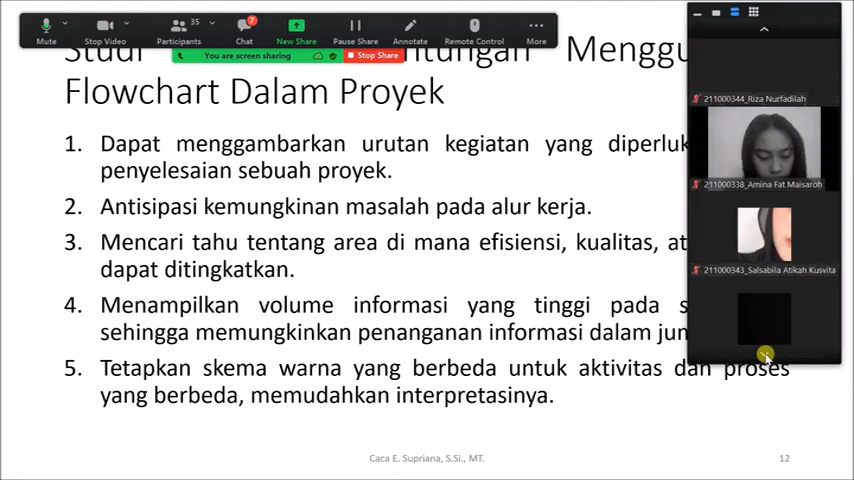 35
7
Mute
Stop Video
Participants
Chat
New Share
Pause Share
Annotate
Remote Control
More
You are screen sharing
Stop Share
Studi
Menggu
Flowchart Dalam Proyek
1. Dapat menggambarkan urutan kegiatan yang diperluk
penyelesaian sebuah proyek.
2. Antisipasi kemungkinan masalah pada alur kerja.
3. Mencari tahu tentang area di mana efisiensi, kualitas, at
dapat ditingkatkan.
4. Menampilkan volume informasi yang tinggi pada s
sehingga memungkinkan penanganan informasi dalam jun
5. Tetapkan skema warna yang berbeda untuk aktivitas dan proses
yang berbeda, memudahkan interpretasinya.
211000344_Riza Nurfadilah
211000338_Amina Fat Maisaroh
211000343_Salsabila Atikah Kusvita
Caca E. Supriana, S.Si., MT.
12